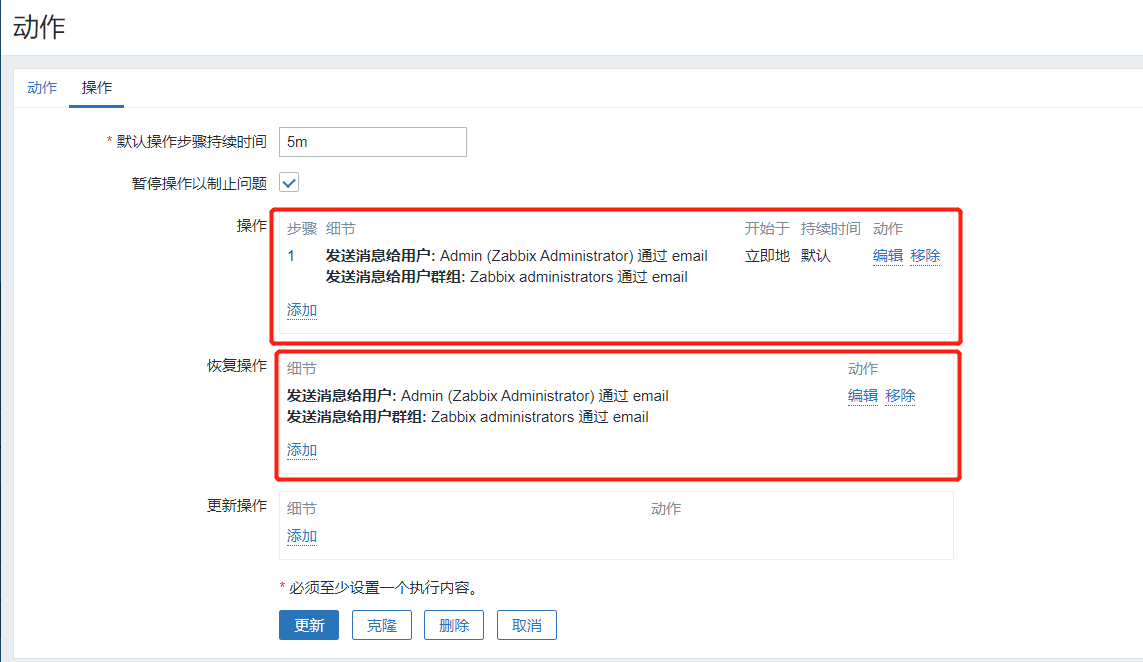 动作
动作 操作
* 默认操作步骤持续时间 5m
暂停操作以制止问题
操作 步骤 细节 开始于 持续时间 动作
1 发送消息给用户: Admin (Zabbix Administrator) 通过 email 立即地 默认 编辑 移除
发送消息给用户群组: Zabbix administrators 通过 email
添加
恢复操作 细节 动作
发送消息给用户: Admin (Zabbix Administrator) 通过 email 编辑 移除
发送消息给用户群组: Zabbix administrators 通过 email
添加
更新操作 细节 动作
添加
* 必须至少设置一个执行内容。
更新 克隆 删除 取消